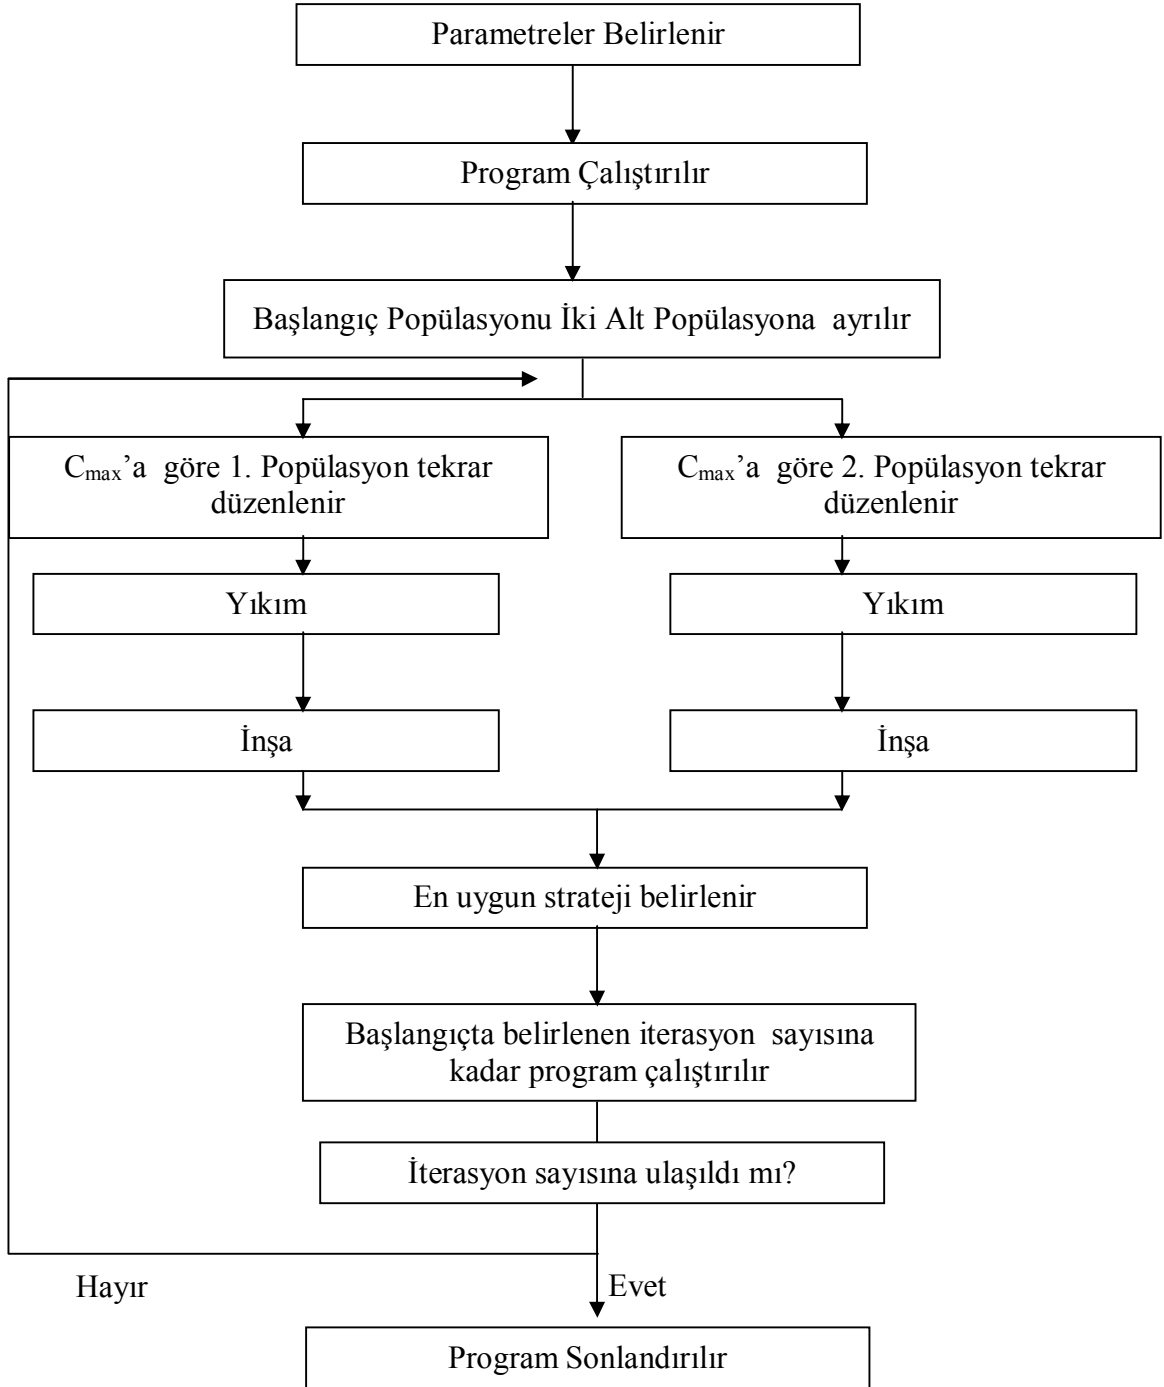 Parametreler Belirlenir
Program Çalıştırılır
Başlangıç Popülasyonu İki Alt Popülasyona ayrılır
Cmax’a göre 1. Popülasyon tekrar
düzenlenir
Cmax’a göre 2. Popülasyon tekrar
düzenlenir
Yıkım
Yıkım
İnşa
İnşa
En uygun strateji belirlenir
Başlangıçta belirlenen iterasyon sayısına
kadar program çalıştırılır
İterasyon sayısına ulaşıldı mı?
Hayır
Evet
Program Sonlandırılır